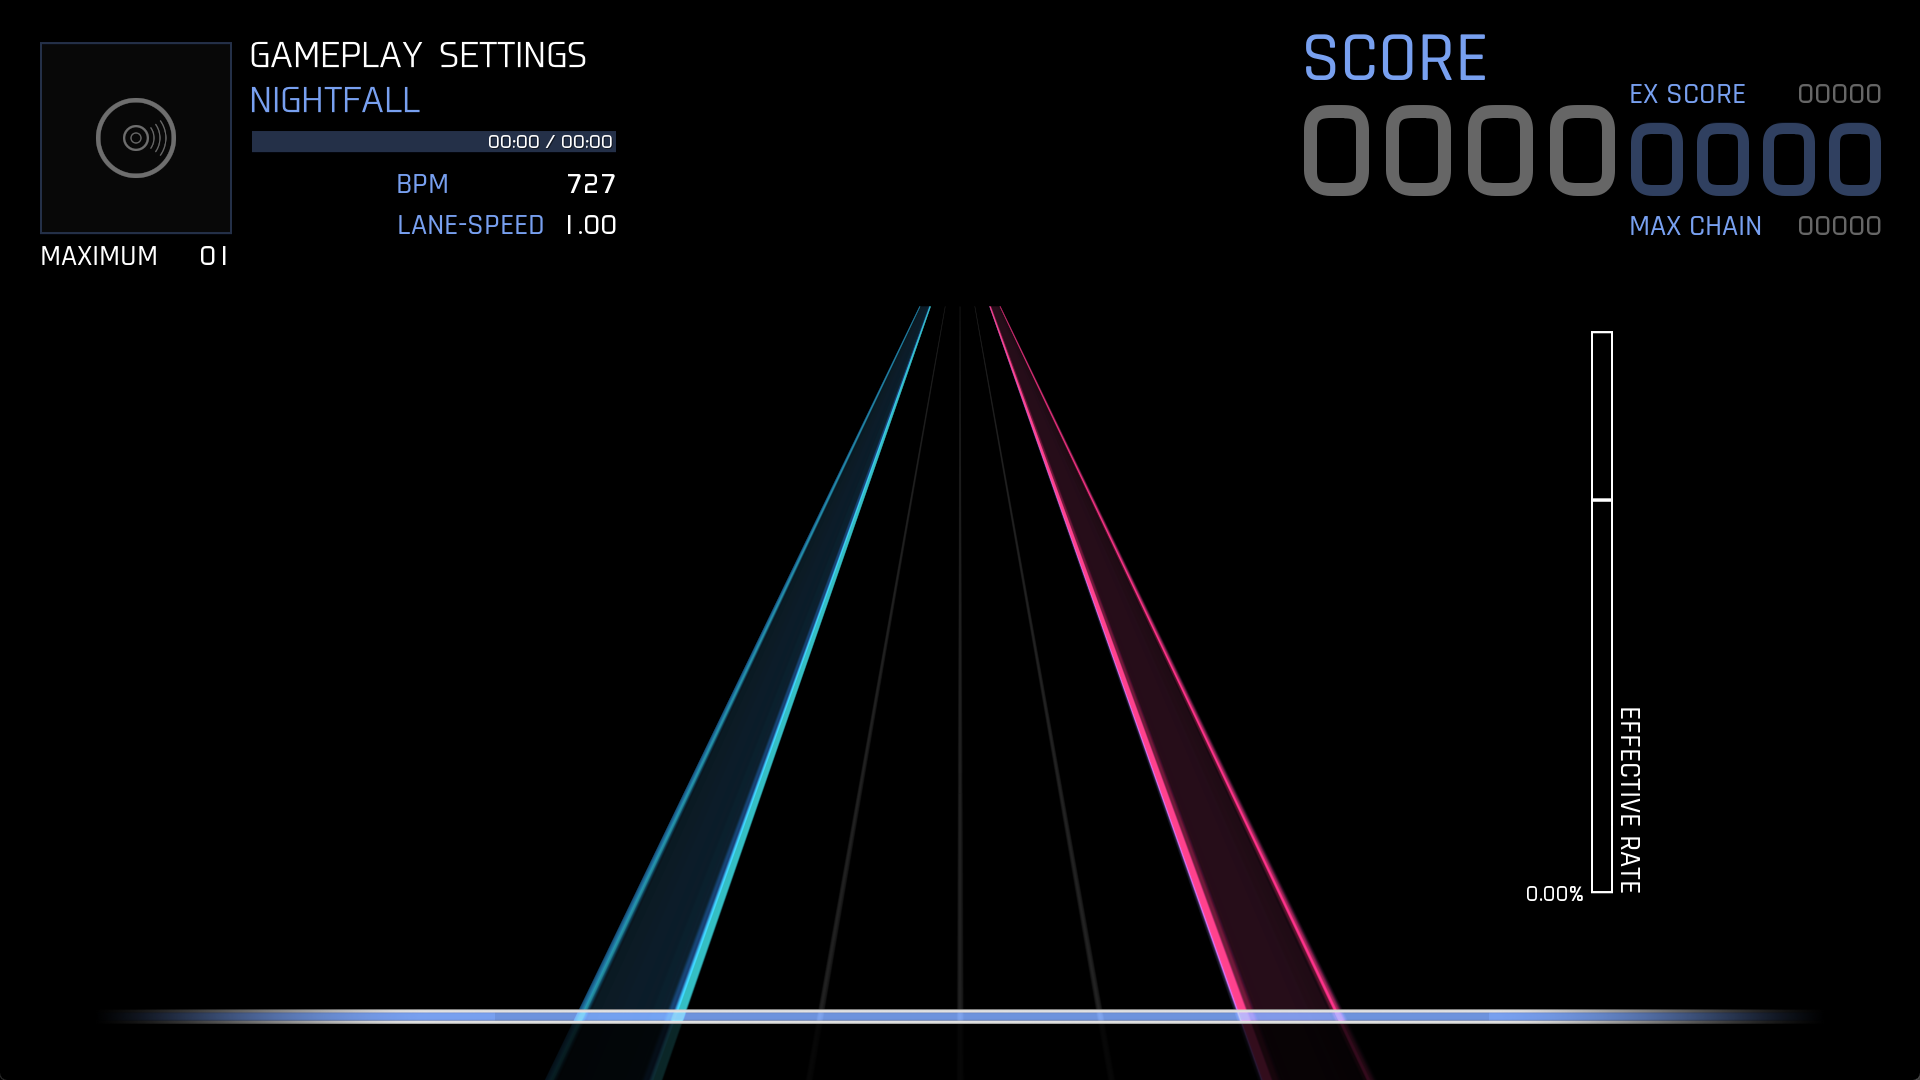 GAMEPLAY SETTINGS
NIGHTFALL
00:00 / 00:00
BPM 727
LANE-SPEED 1.00
MAXIMUM 01
SCORE
00000000
EX SCORE 00000
MAX CHAIN 00000
EFFECTIVE RATE
0.00%